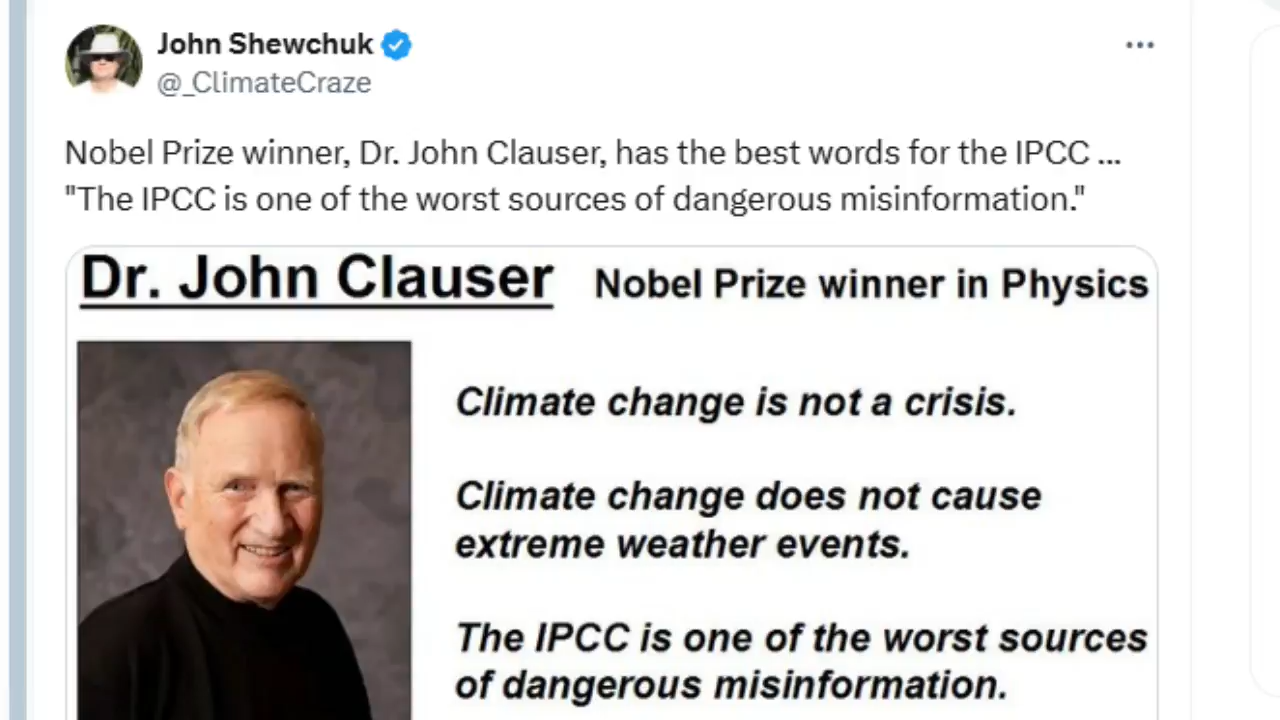 John Shewchuk
@_ClimateCraze
Nobel Prize winner, Dr. John Clauser, has the best words for the IPCC ...
"The IPCC is one of the worst sources of dangerous misinformation."
Dr. John Clauser Nobel Prize winner in Physics
Climate change is not a crisis.
Climate change does not cause
extreme weather events.
The IPCC is one of the worst sources
of dangerous misinformation.